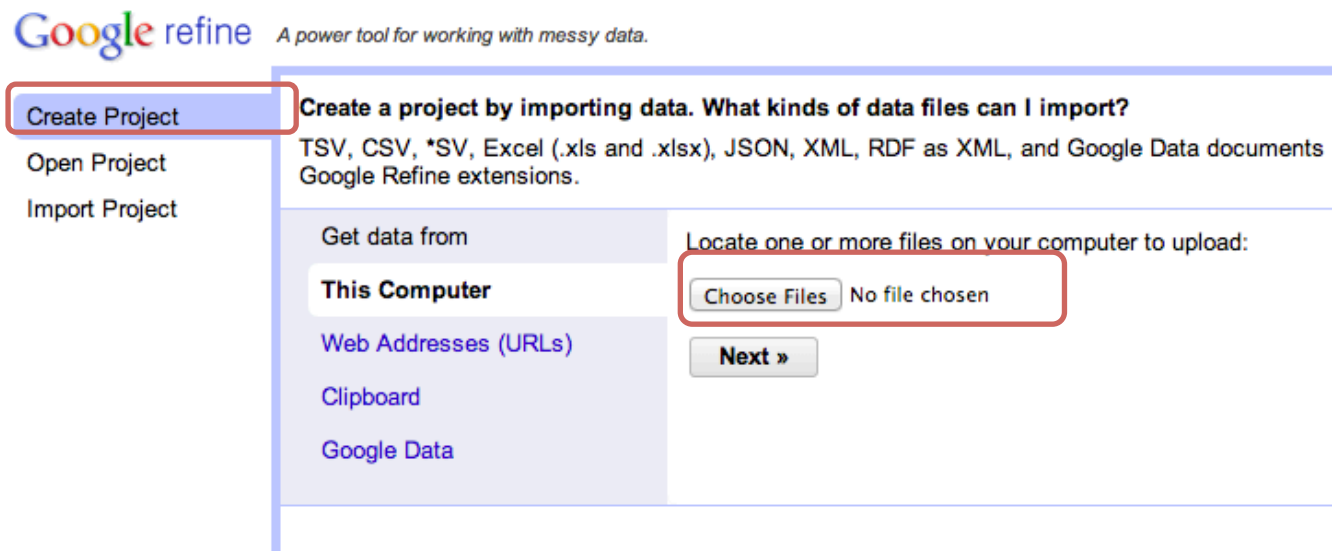 Google refine A power tool for working with messy data.
Create Project
Open Project
Import Project
Create a project by importing data. What kinds of data files can I import?
TSV, CSV, *SV, Excel (.xls and .xlsx), JSON, XML, RDF as XML, and Google Data documents
Google Refine extensions.
Get data from
This Computer
Web Addresses (URLs)
Clipboard
Google Data
Locate one or more files on your computer to upload:
Choose Files No file chosen
Next »